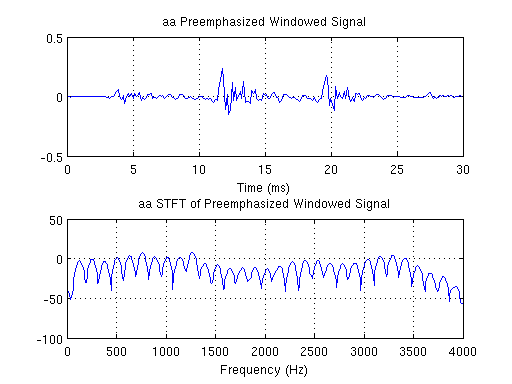 aa Preemphasized Windowed Signal
0.5
0
-0.5
0 5 10 15 20 25 30
Time (ms)
aa STFT of Preemphasized Windowed Signal
50
0
-50
-100
0 500 1000 1500 2000 2500 3000 3500 4000
Frequency (Hz)